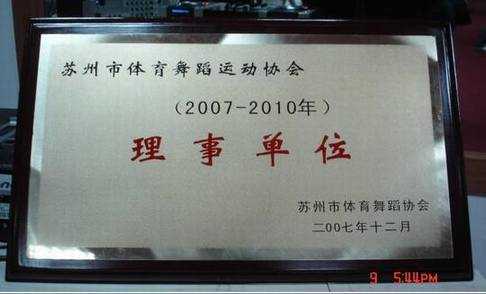 苏州市体育舞蹈运动协会
（2007-2010年）
理事单位
苏州市体育舞蹈协会
二00七年十二月
9 5:44PM